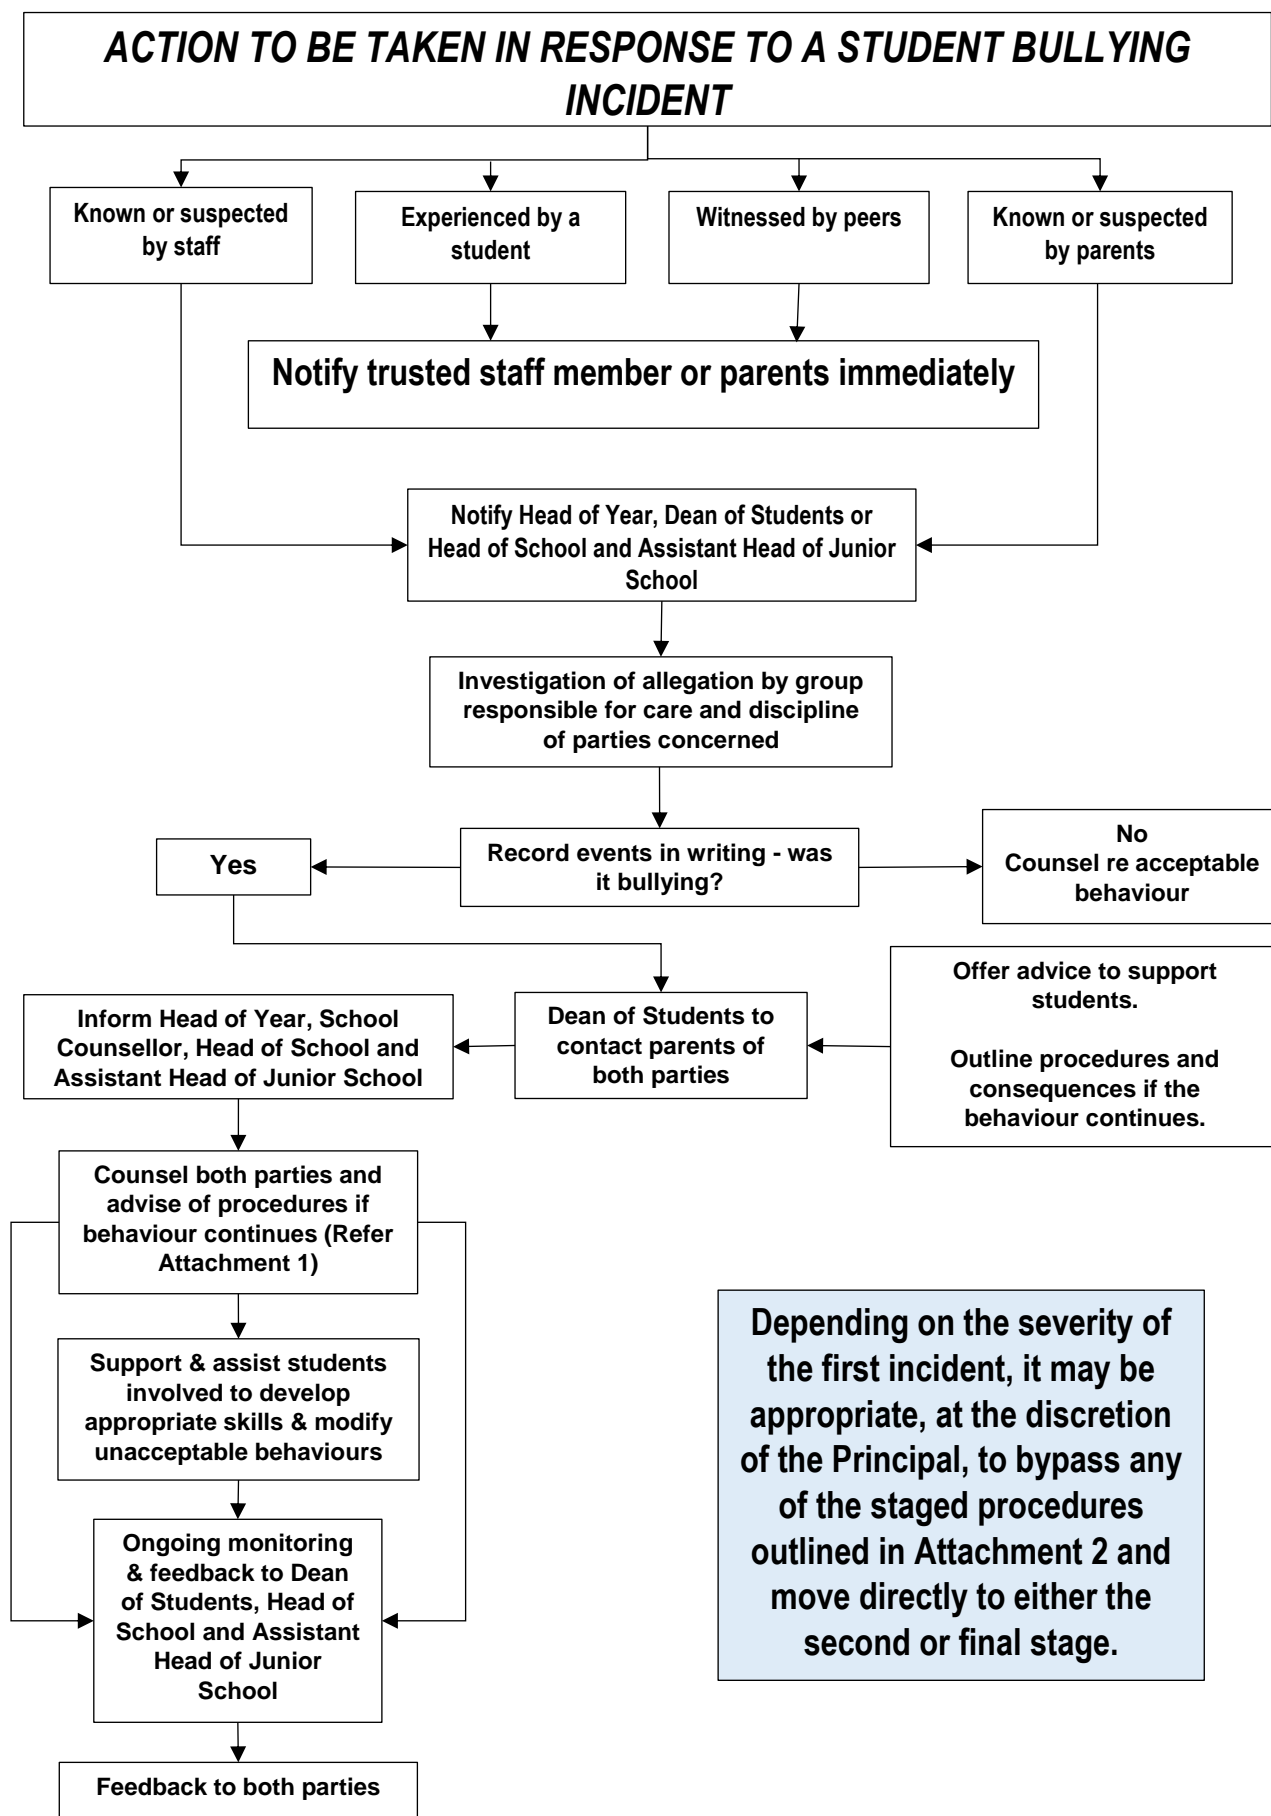 ACTION TO BE TAKEN IN RESPONSE TO A STUDENT BULLYING
INCIDENT
Known or suspected
by staff
Experienced by a
student
Witnessed by peers
Known or suspected
by parents
Notify trusted staff member or parents immediately
Notify Head of Year, Dean of Students or
Head of School and Assistant Head of Junior
School
Investigation of allegation by group
responsible for care and discipline
of parties concerned
Yes
Record events in writing - was
it bullying?
No
Counsel re acceptable
behaviour
Inform Head of Year, School
Counsellor, Head of School and
Assistant Head of Junior School
Dean of Students to
contact parents of
both parties
Offer advice to support
students.
Outline procedures and
consequences if the
behaviour continues.
Counsel both parties and
advise of procedures if
behaviour continues (Refer
Attachment 1)
Support & assist students
involved to develop
appropriate skills & modify
unacceptable behaviours
Ongoing monitoring
& feedback to Dean
of Students, Head of
School and Assistant
Head of Junior
School
Feedback to both parties
Depending on the severity of
the first incident, it may be
appropriate, at the discretion
of the Principal, to bypass any
of the staged procedures
outlined in Attachment 2 and
move directly to either the
second or final stage.